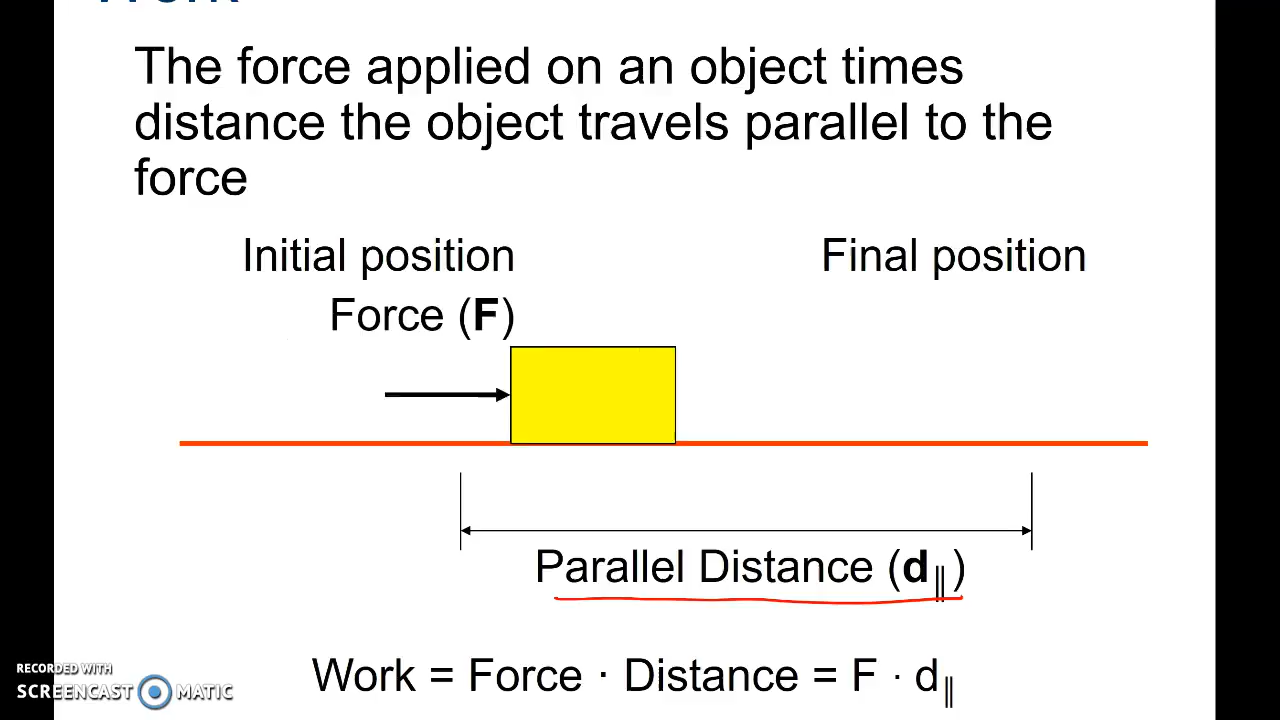 Work
The force applied on an object times
distance the object travels parallel to the
force
Initial position
Final position
Force (F)
Parallel Distance (d∥)
Work = Force · Distance = F · d∥
RECORDED WITH
SCREENCAST MATIC